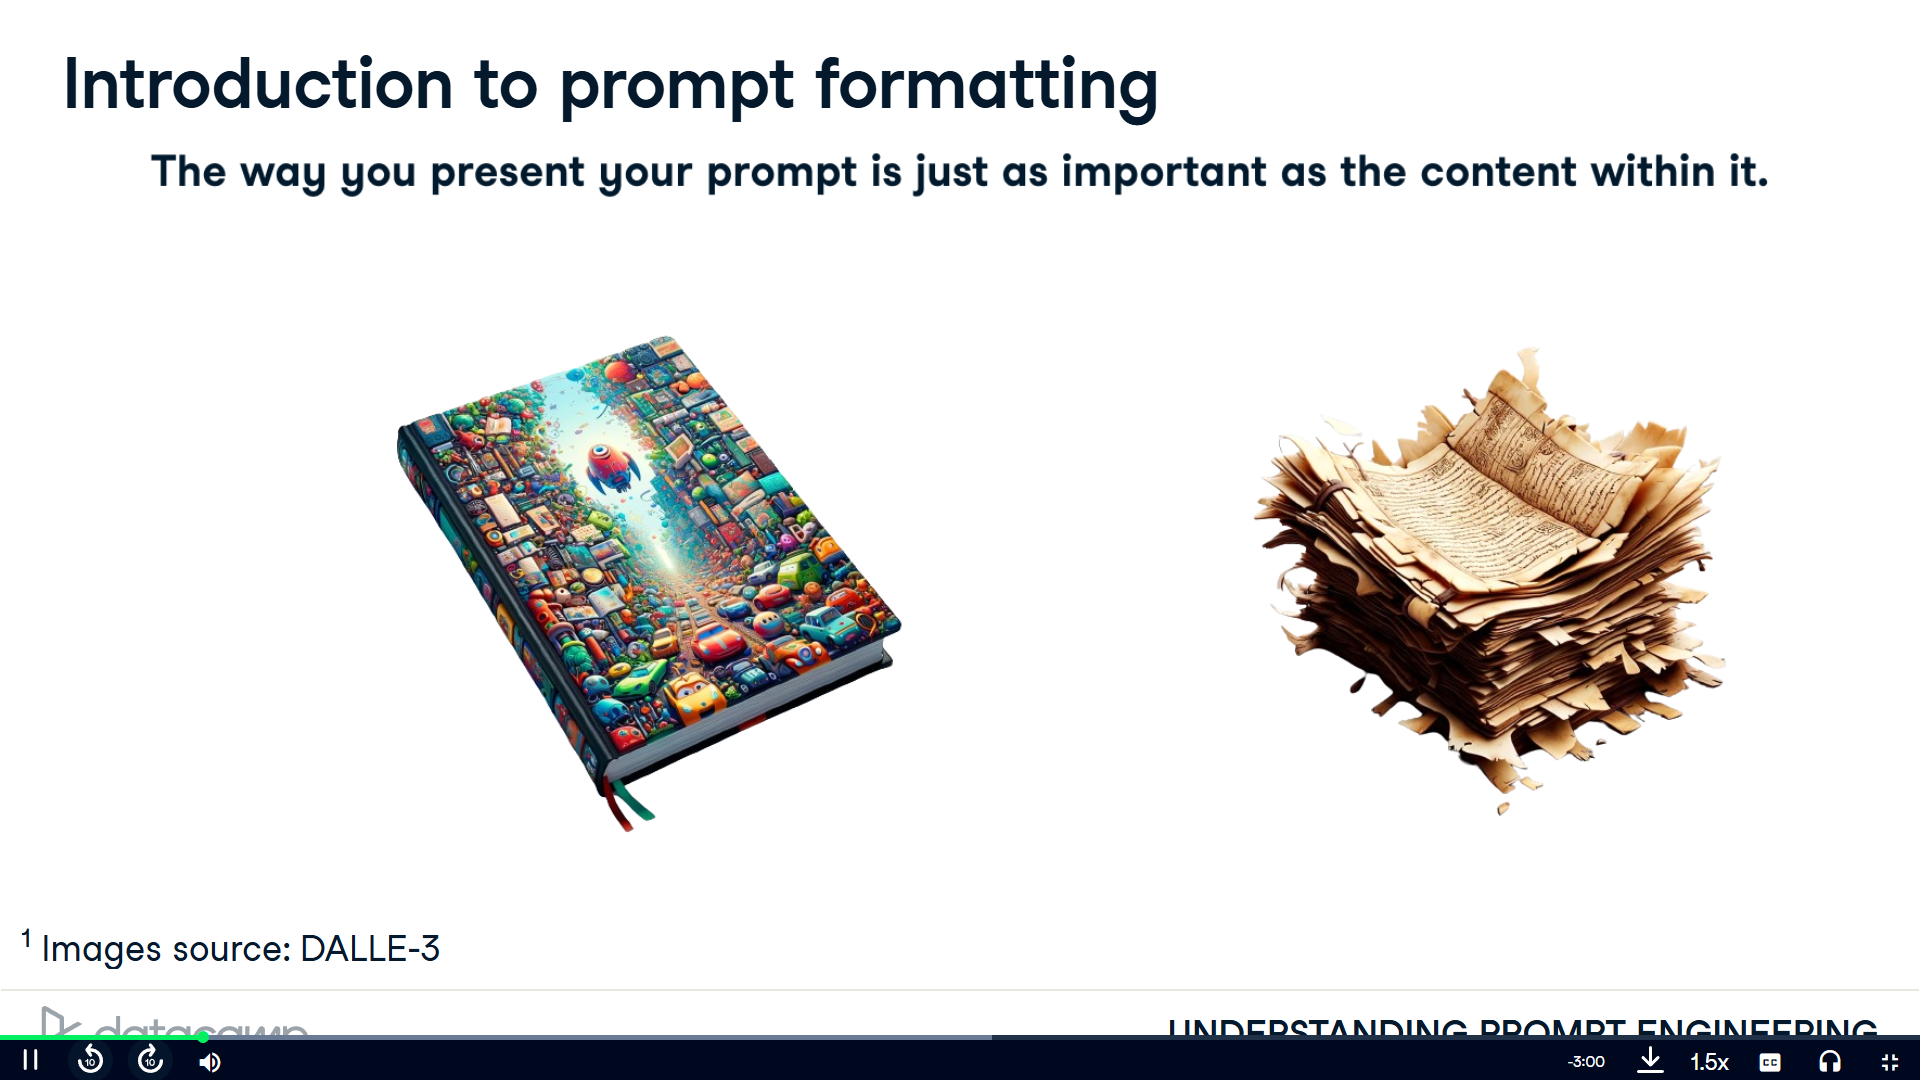 Introduction to prompt formatting
The way you present your prompt is just as important as the content within it.
1 Images source: DALLE-3
datacamp
UNDERSTANDING PROMPT ENGINEERING
10
10
-3:00
1.5x
CC